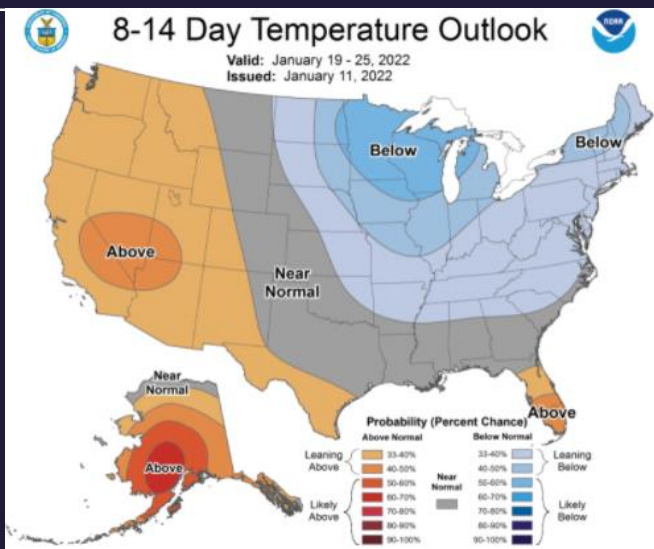 8-14 Day Temperature Outlook
Valid: January 19 - 25, 2022
Issued: January 11, 2022
NOAA
Below
Below
Above
Near
Normal
Near
Normal
Above
Above
Probability (Percent Chance)
Above Normal
Below Normal
Leaning
Above
33-40%
40-50%
Likely
Above
50-60%
60-70%
70-80%
80-90%
90-100%
Near
Normal
33-40%
40-50%
Leaning
Below
50-60%
60-70%
70-80%
80-90%
90-100%
Likely
Below